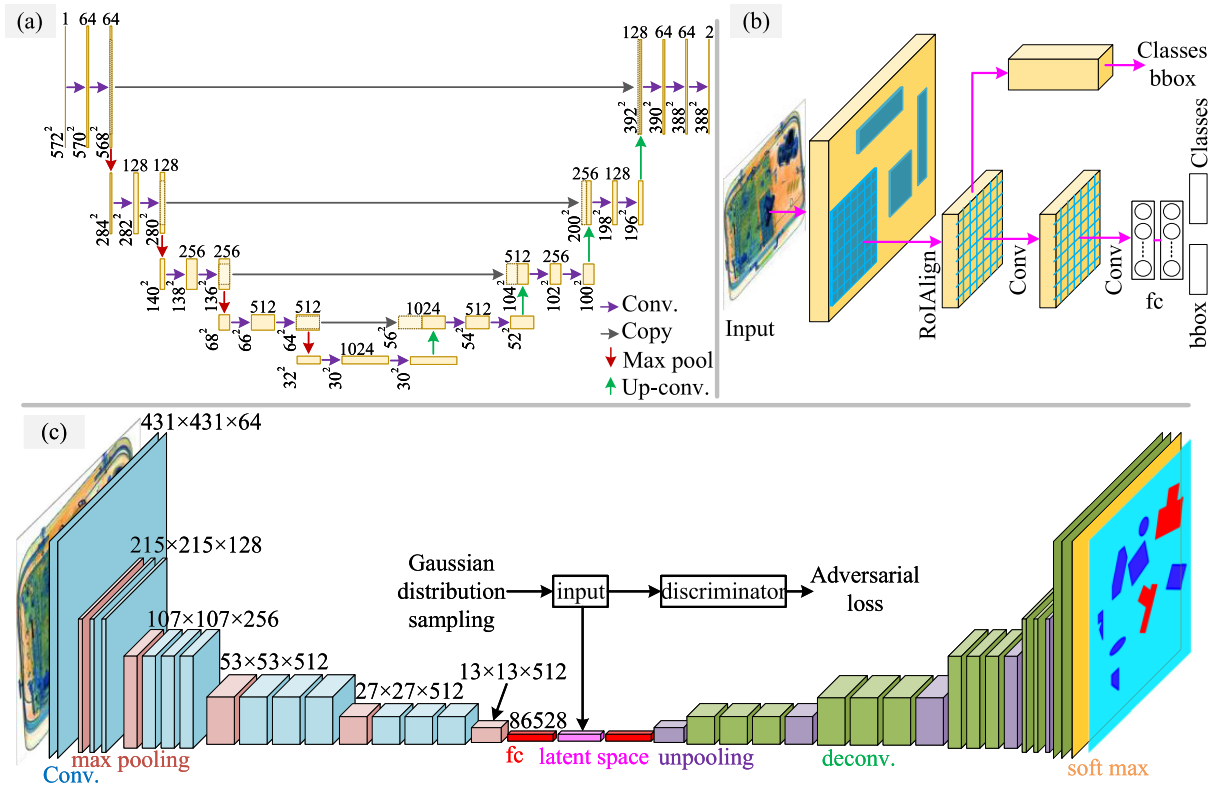 (a)
1 64 64
572² 570² 568²
128 64 64 2
392² 390² 388² 388²
128 128
284² 282² 280²
256 128
200² 198² 196²
256 256
140² 138² 136²
512 256
104² 102² 100²
512 512
68² 66² 64²
1024 512
56² 54² 52²
1024
32² 30² 30²
Conv.
Copy
Max pool
Up-conv.
(b)
Input
Classes
bbox
RoIAlign
Conv
Conv
fc
Classes
bbox
(c)
431×431×64
215×215×128
107×107×256
53×53×512
27×27×512
13×13×512
86528
Gaussian
distribution
sampling
input
discriminator
Adversarial
loss
Conv.
max pooling
fc
latent space
unpooling
deconv.
soft max